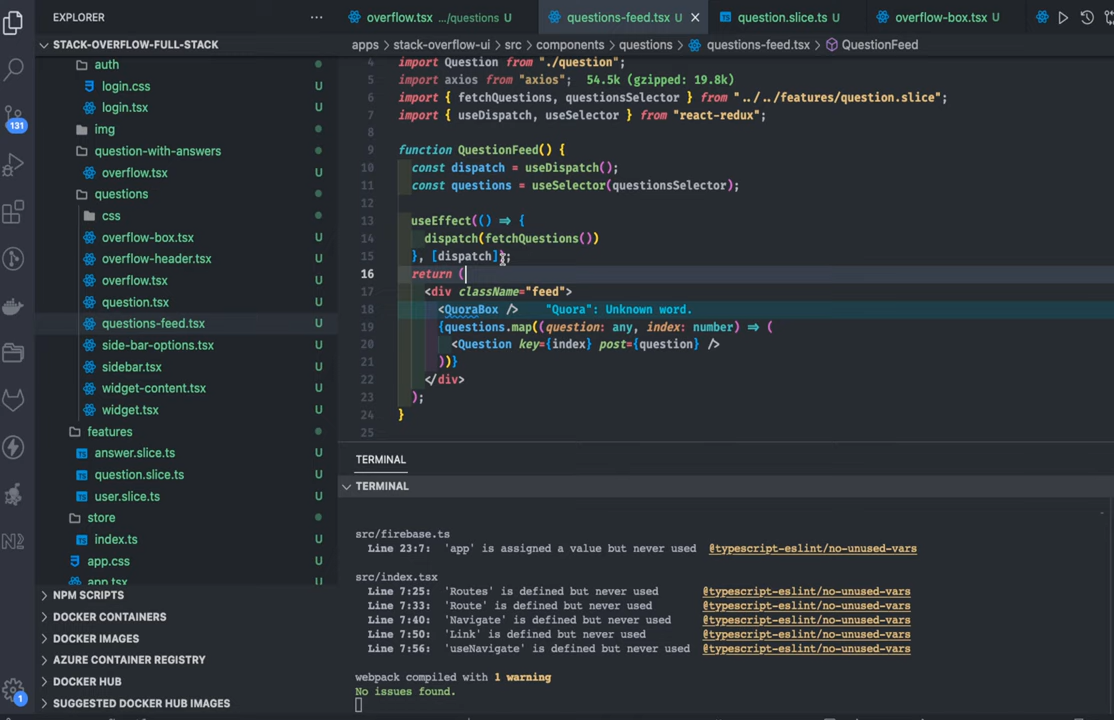 EXPLORER
···
STACK-OVERFLOW-FULL-STACK
auth
login.css U
login.tsx U
img
question-with-answers
overflow.tsx U
questions
css
overflow-box.tsx U
overflow-header.tsx U
overflow.tsx U
question.tsx U
questions-feed.tsx U
side-bar-options.tsx U
sidebar.tsx U
widget-content.tsx U
widget.tsx U
features
answer.slice.ts U
question.slice.ts U
user.slice.ts U
store
index.ts U
app.css U
app.tsx U
NPM SCRIPTS
DOCKER CONTAINERS
DOCKER IMAGES
AZURE CONTAINER REGISTRY
DOCKER HUB
SUGGESTED DOCKER HUB IMAGES
131
1
overflow.tsx .../questions U
questions-feed.tsx U
question.slice.ts U
overflow-box.tsx U
apps > stack-overflow-ui > src > components > questions > questions-feed.tsx > QuestionFeed
4 import Question from "./question";
5 import axios from "axios"; 54.5k (gzipped: 19.8k)
6 import { fetchQuestions, questionsSelector } from "../../features/question.slice";
7 import { useDispatch, useSelector } from "react-redux";
8
9 function QuestionFeed() {
10 const dispatch = useDispatch();
11 const questions = useSelector(questionsSelector);
12
13 useEffect(() => {
14 dispatch(fetchQuestions())
15 }, [dispatch]);
16 return (
17 <div className="feed">
18 <QuoraBox /> "Quora": Unknown word.
19 {questions.map((question: any, index: number) => (
20 <Question key={index} post={question} />
21 ))}
22 </div>
23 );
24 }
25
TERMINAL
TERMINAL
src/firebase.ts
Line 23:7: 'app' is assigned a value but never used @typescript-eslint/no-unused-vars
src/index.tsx
Line 7:25: 'Routes' is defined but never used @typescript-eslint/no-unused-vars
Line 7:33: 'Route' is defined but never used @typescript-eslint/no-unused-vars
Line 7:40: 'Navigate' is defined but never used @typescript-eslint/no-unused-vars
Line 7:50: 'Link' is defined but never used @typescript-eslint/no-unused-vars
Line 7:56: 'useNavigate' is defined but never used @typescript-eslint/no-unused-vars
webpack compiled with 1 warning
No issues found.